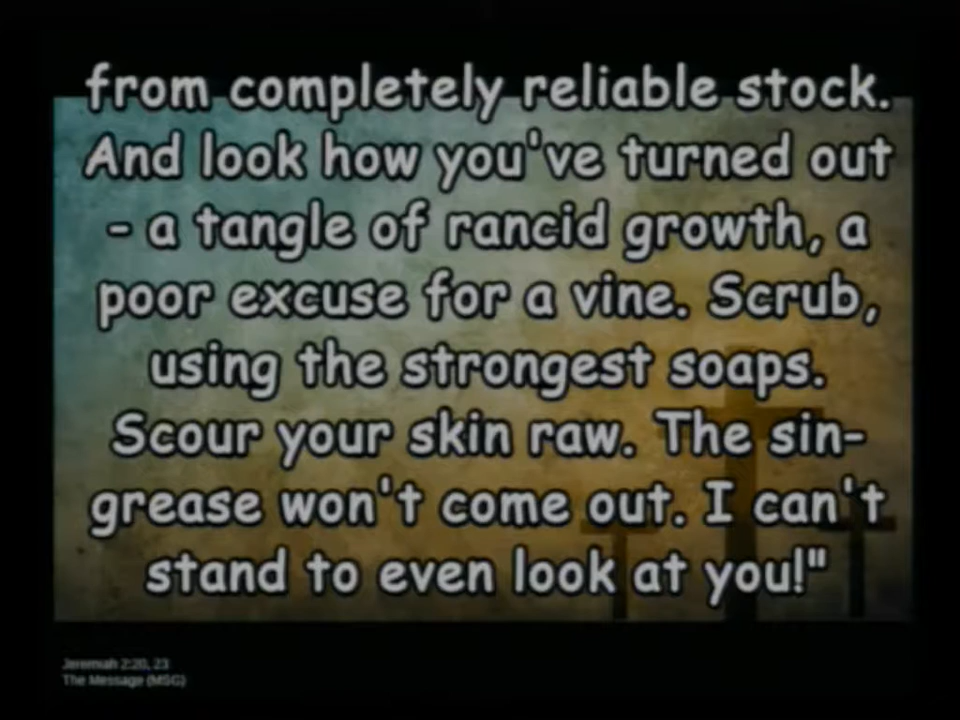 from completely reliable stock.
And look how you've turned out
- a tangle of rancid growth, a
poor excuse for a vine. Scrub,
using the strongest soaps.
Scour your skin raw. The sin-
grease won't come out. I can't
stand to even look at you!"
Jeremiah 2:20, 23
The Message (MSG)